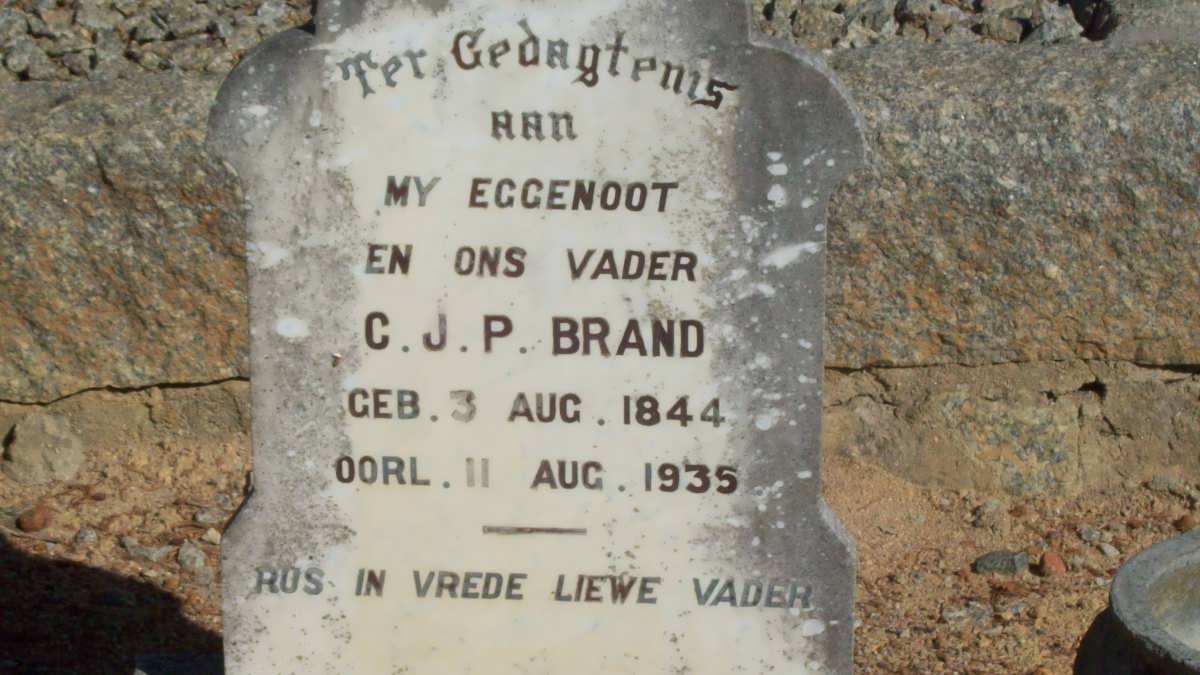 Ter Gedagtenis
aan
MY EGGENOOT
EN ONS VADER
C.J.P. BRAND
GEB. 3 AUG. 1844
OORL. 11 AUG. 1935
RUS IN VREDE LIEWE VADER